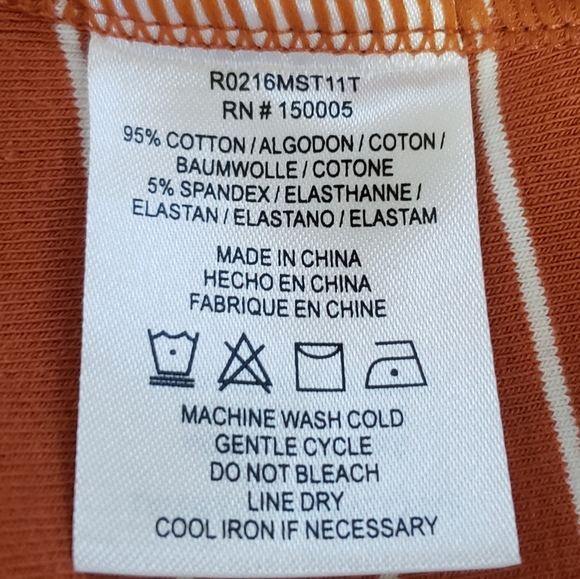 R0216MST11T
RN # 150005
95% COTTON / ALGODON / COTON /
BAUMWOLLE / COTONE
5% SPANDEX / ELASTHANNE /
ELASTAN / ELASTANO / ELASTAM
MADE IN CHINA
HECHO EN CHINA
FABRIQUE EN CHINE
MACHINE WASH COLD
GENTLE CYCLE
DO NOT BLEACH
LINE DRY
COOL IRON IF NECESSARY